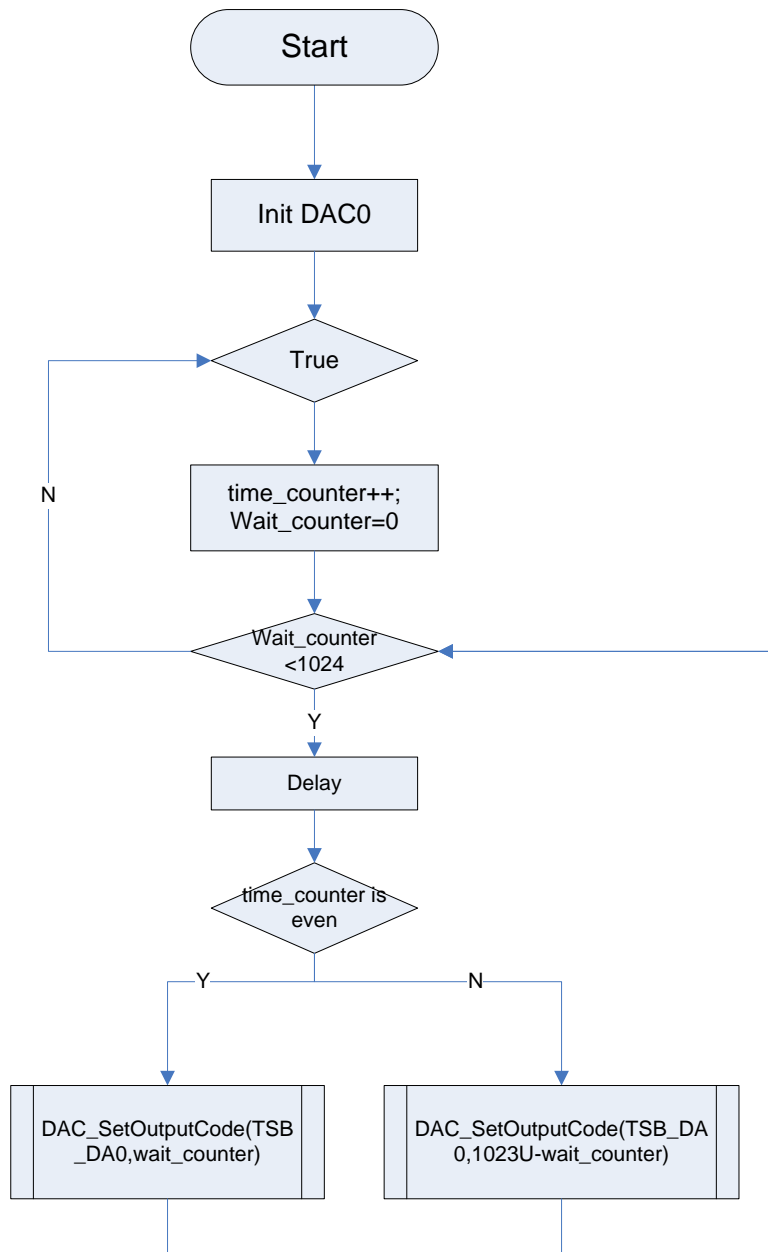 Start
Init DAC0
True
time_counter++;
Wait_counter=0
N
Wait_counter
<1024
Y
Delay
time_counter is
even
Y
N
DAC_SetOutputCode(TSB
_DA0,wait_counter)
DAC_SetOutputCode(TSB_DA
0,1023U-wait_counter)